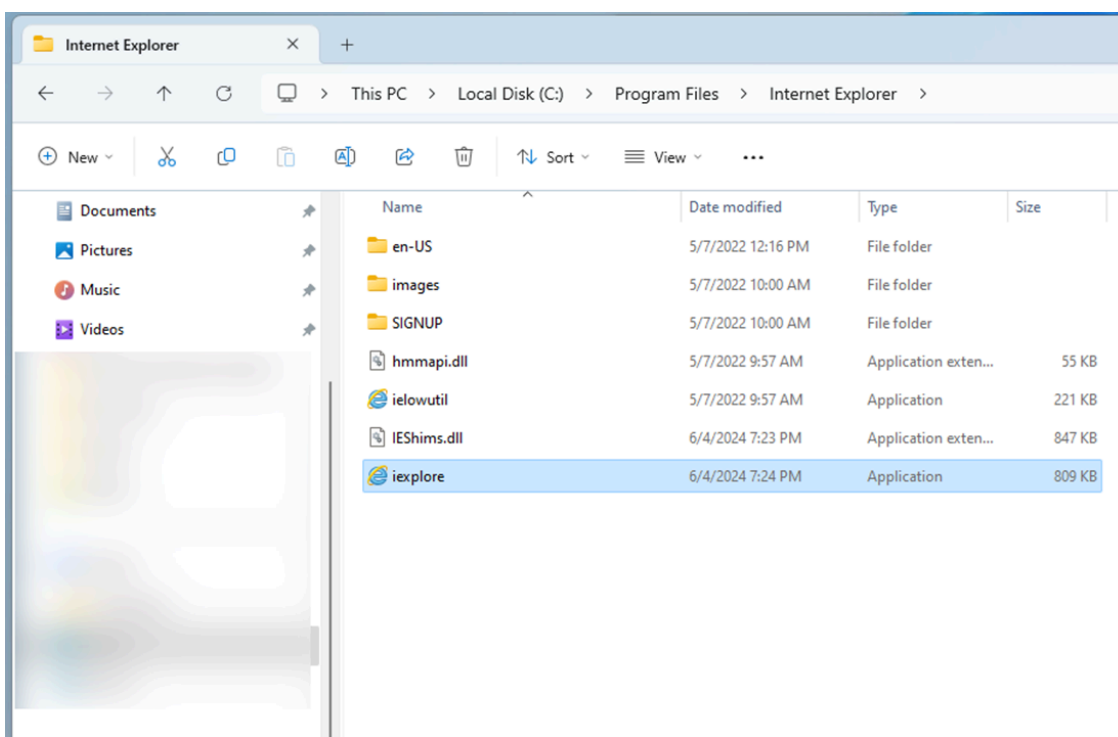 Internet Explorer
This PC > Local Disk (C:) > Program Files > Internet Explorer >
New Sort View ...
Documents
Pictures
Music
Videos
Name Date modified Type Size
en-US 5/7/2022 12:16 PM File folder
images 5/7/2022 10:00 AM File folder
SIGNUP 5/7/2022 10:00 AM File folder
hmmapi.dll 5/7/2022 9:57 AM Application exten... 55 KB
ielowutil 5/7/2022 9:57 AM Application 221 KB
IEShims.dll 6/4/2024 7:23 PM Application exten... 847 KB
iexplore 6/4/2024 7:24 PM Application 809 KB